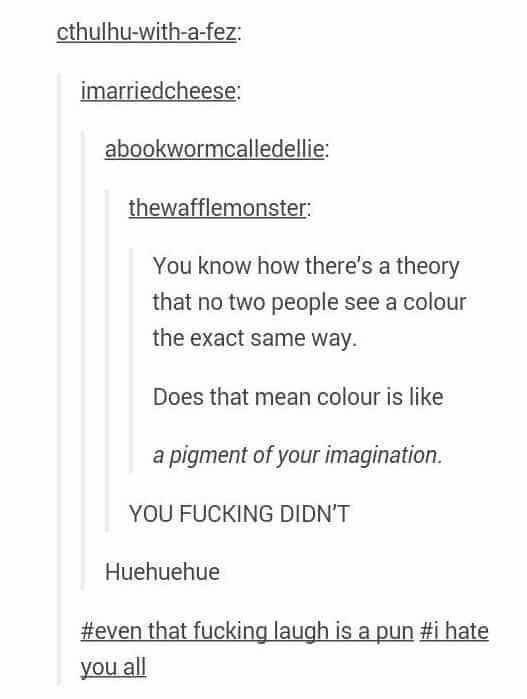 cthulhu-with-a-fez:
imarriedcheese:
abookwormcalledellie:
thewafflemonster:
You know how there's a theory
that no two people see a colour
the exact same way.
Does that mean colour is like
a pigment of your imagination.
YOU FUCKING DIDN'T
Huehuehue
#even that fucking laugh is a pun #i hate
you all